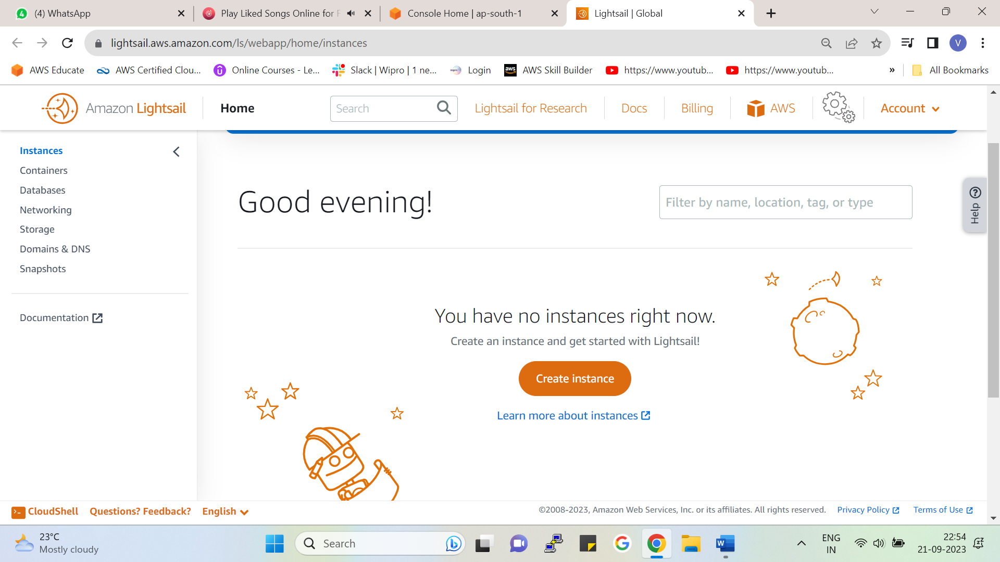 (4) WhatsApp
Play Liked Songs Online for F
Console Home | ap-south-1
Lightsail | Global
lightsail.aws.amazon.com/ls/webapp/home/instances
V
AWS Educate
AWS Certified Clou...
Online Courses - Le...
Slack | Wipro | 1 ne...
Login
AWS Skill Builder
https://www.youtub...
https://www.youtub...
»
All Bookmarks
Amazon Lightsail
Home
Search
Lightsail for Research
Docs
Billing
AWS
Account
Instances
Containers
Databases
Networking
Storage
Domains & DNS
Snapshots
Documentation
Good evening!
Filter by name, location, tag, or type
Help
You have no instances right now.
Create an instance and get started with Lightsail!
Create instance
Learn more about instances
CloudShell
Questions? Feedback?
English
©2008-2023, Amazon Web Services, Inc. or its affiliates. All rights reserved.
Privacy Policy
Terms of Use
23°C
Mostly cloudy
Search
ENG
IN
22:54
21-09-2023